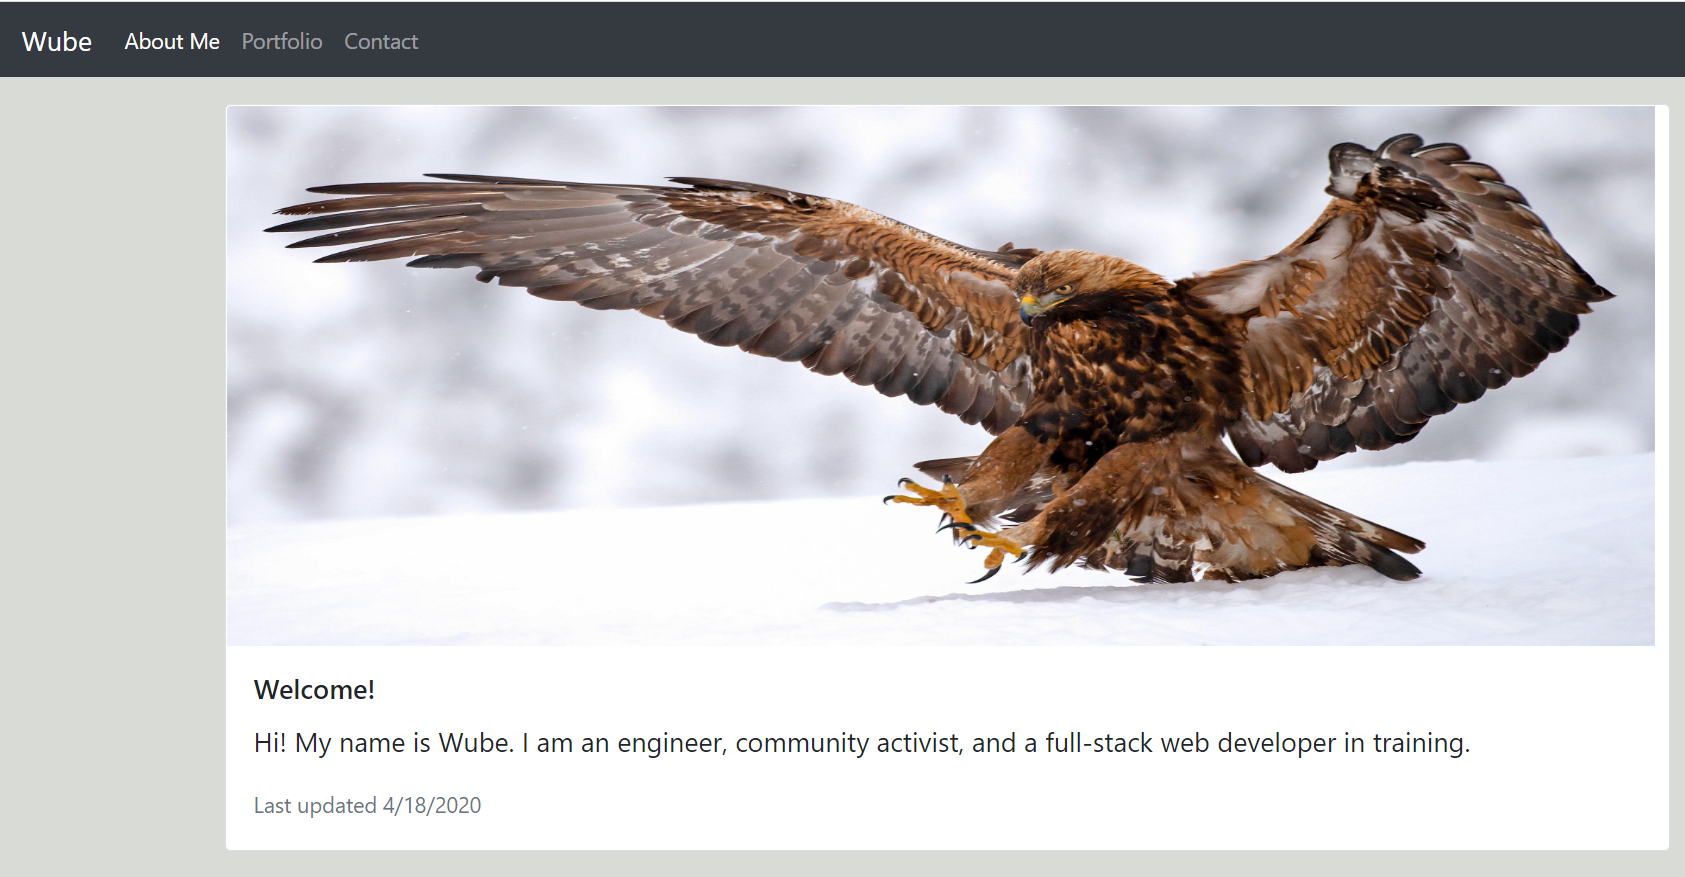 Wube About Me Portfolio Contact
Welcome!
Hi! My name is Wube. I am an engineer, community activist, and a full-stack web developer in training.
Last updated 4/18/2020